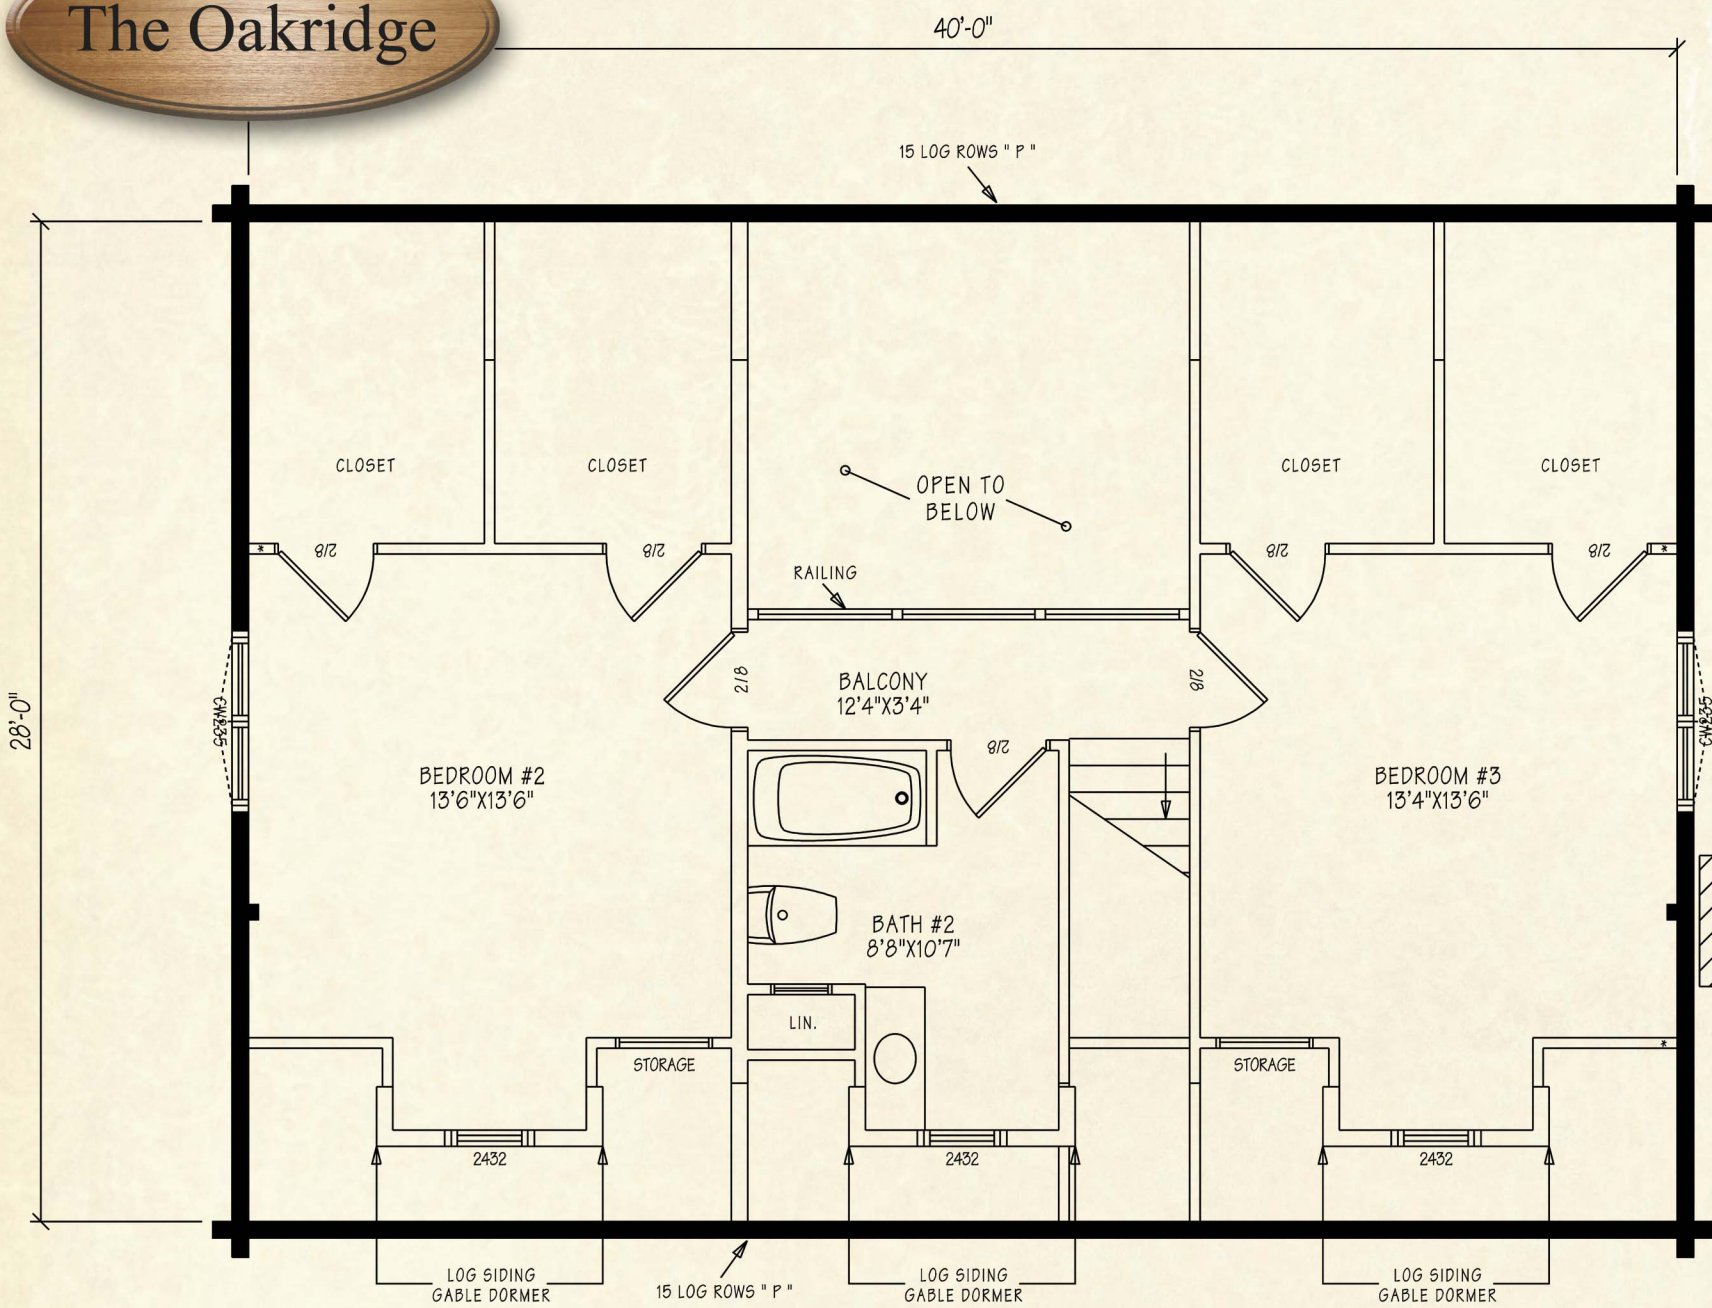 The Oakridge
40'-0"
15 LOG ROWS " P "
28'-0"
CLOSET
CLOSET
CLOSET
CLOSET
2/8
2/8
2/8
2/8
*
*
OPEN TO
BELOW
RAILING
2/8
2/8
BALCONY
12'4"X3'4"
2/8
CW235
CW235
BEDROOM #2
13'6"X13'6"
BEDROOM #3
13'4"X13'6"
BATH #2
8'8"X10'7"
LIN.
STORAGE
STORAGE
*
2432
2432
2432
LOG SIDING
GABLE DORMER
15 LOG ROWS " P "
LOG SIDING
GABLE DORMER
LOG SIDING
GABLE DORMER